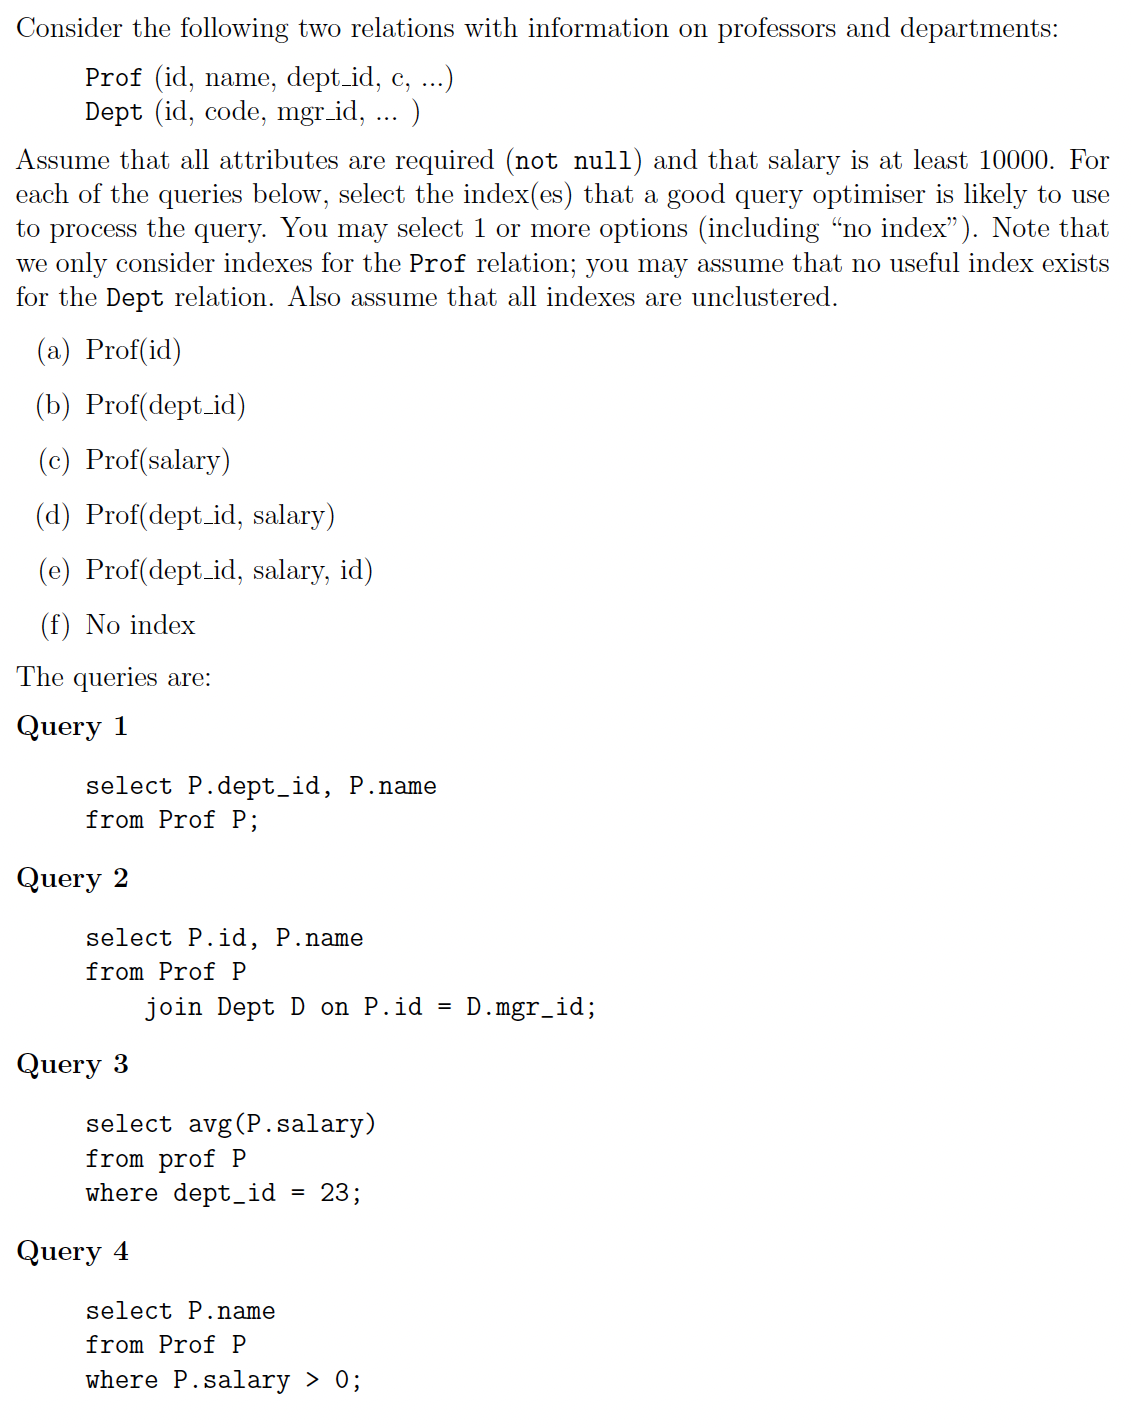 Consider the following two relations with information on professors and departments:
Prof (id, name, dept_id, c, ...)
Dept (id, code, mgr_id, ... )
Assume that all attributes are required (not null) and that salary is at least 10000. For
each of the queries below, select the index(es) that a good query optimiser is likely to use
to process the query. You may select 1 or more options (including “no index”). Note that
we only consider indexes for the Prof relation; you may assume that no useful index exists
for the Dept relation. Also assume that all indexes are unclustered.
(a) Prof(id)
(b) Prof(dept_id)
(c) Prof(salary)
(d) Prof(dept_id, salary)
(e) Prof(dept_id, salary, id)
(f) No index
The queries are:
Query 1
select P.dept_id, P.name
from Prof P;
Query 2
select P.id, P.name
from Prof P
join Dept D on P.id = D.mgr_id;
Query 3
select avg(P.salary)
from prof P
where dept_id = 23;
Query 4
select P.name
from Prof P
where P.salary > 0;